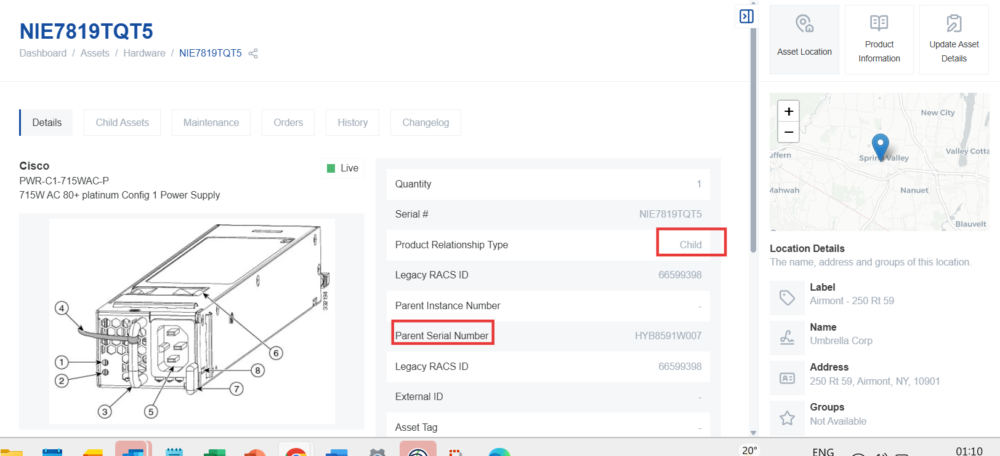 NIE7819TQT5
Dashboard / Assets / Hardware / NIE7819TQT5
Details
Child Assets
Maintenance
Orders
History
Changelog
Cisco
PWR-C1-715WAC-P
715W AC 80+ platinum Config 1 Power Supply
Live
4
1
2
3
5
6
8
7
332194
Quantity 1
Serial # NIE7819TQT5
Product Relationship Type Child
Legacy RACS ID 66599398
Parent Instance Number -
Parent Serial Number HYB8591W007
Legacy RACS ID 66599398
External ID -
Asset Tag -
Asset Location
Product
Information
Update Asset
Details
+
−
New City
uffern
Spring Valley
Valley Cotta
Mahwah
Nanuet
Blauvelt
Location Details
The name, address and groups of this location.
Label
Airmont - 250 Rt 59
Name
Umbrella Corp
Address
250 Rt 59, Airmont, NY, 10901
Groups
Not Available
20°
ENG
01:10